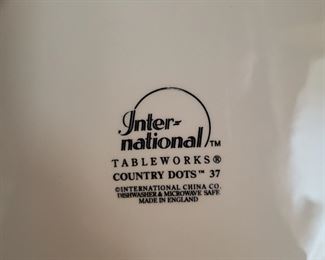 Inter-
national™
TABLEWORKS®
COUNTRY DOTS™ 37
©INTERNATIONAL CHINA CO.
DISHWASHER & MICROWAVE SAFE
MADE IN ENGLAND